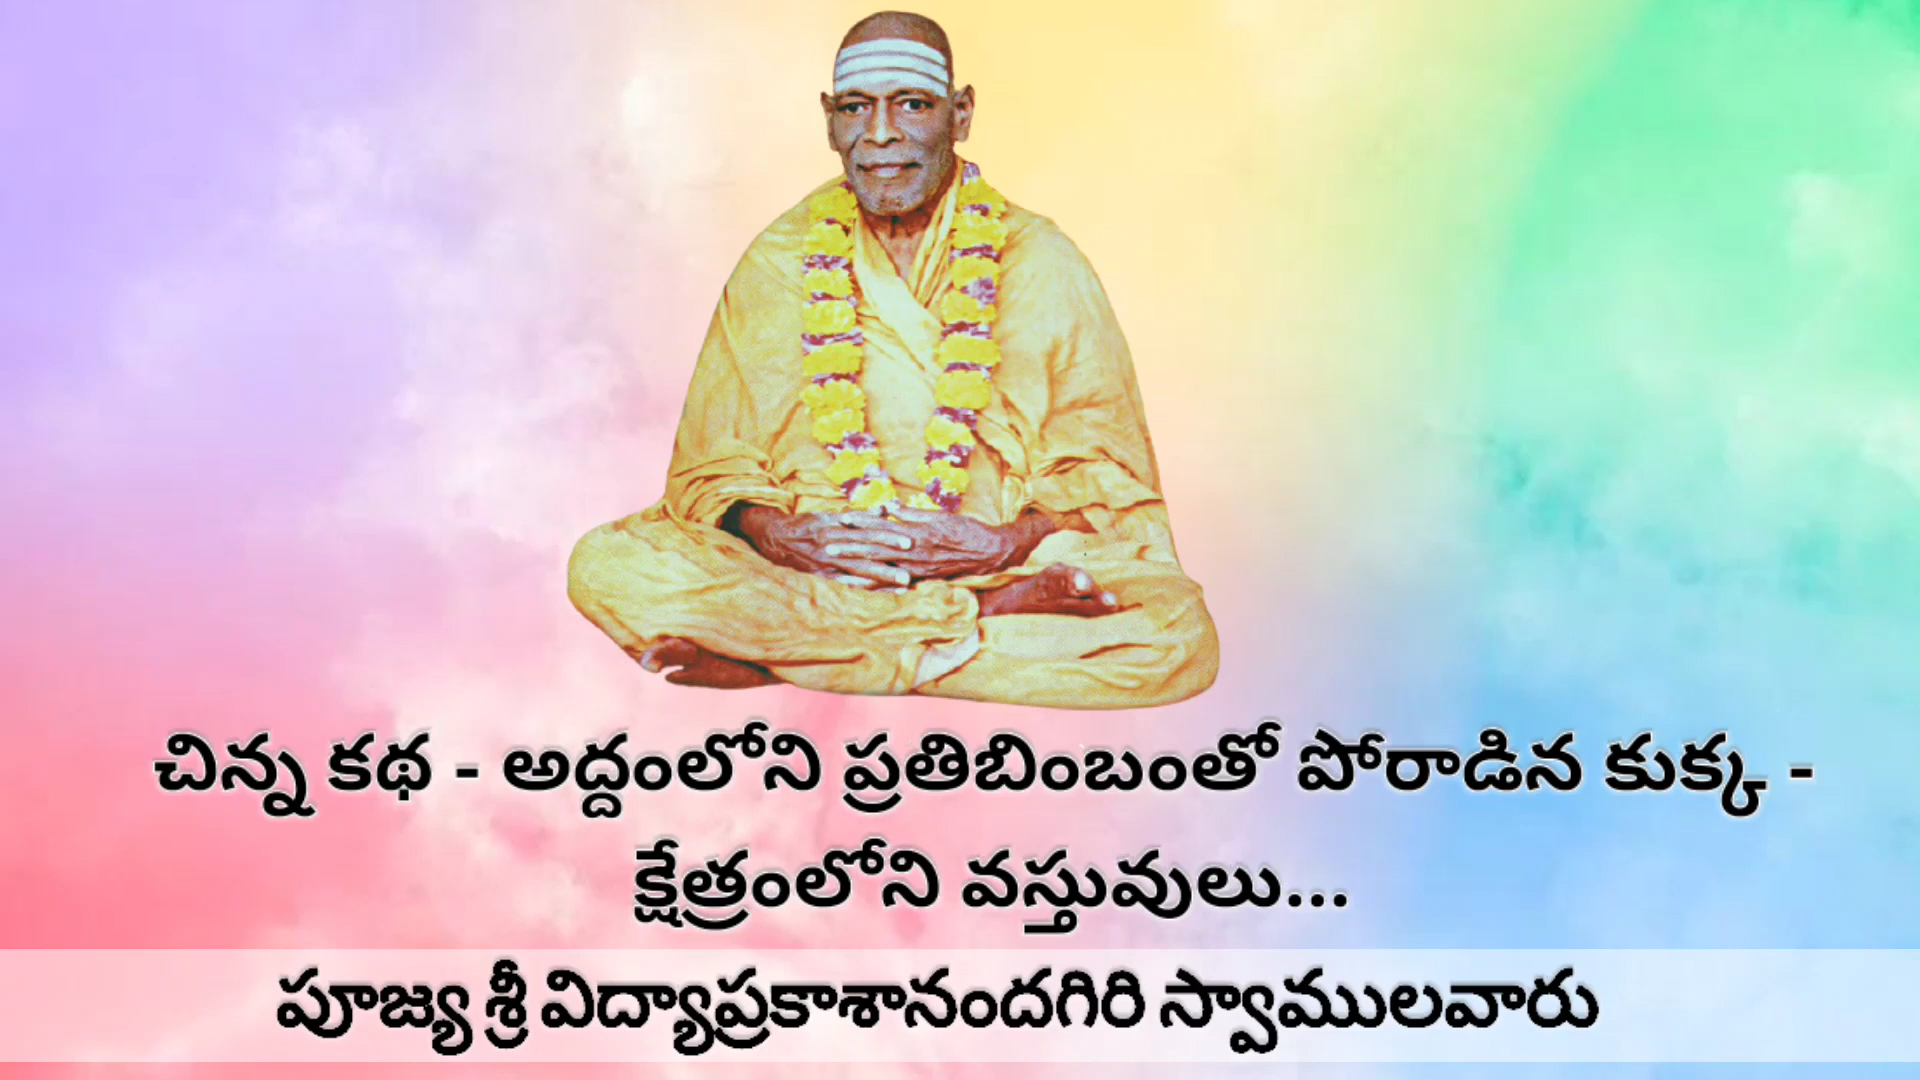 చిన్న కథ - అద్దంలోని ప్రతిబింబంతో పోరాడిన కుక్క -
క్షేత్రంలోని వస్తువులు...
పూజ్య శ్రీ విద్యాప్రకాశానందగిరి స్వాములవారు